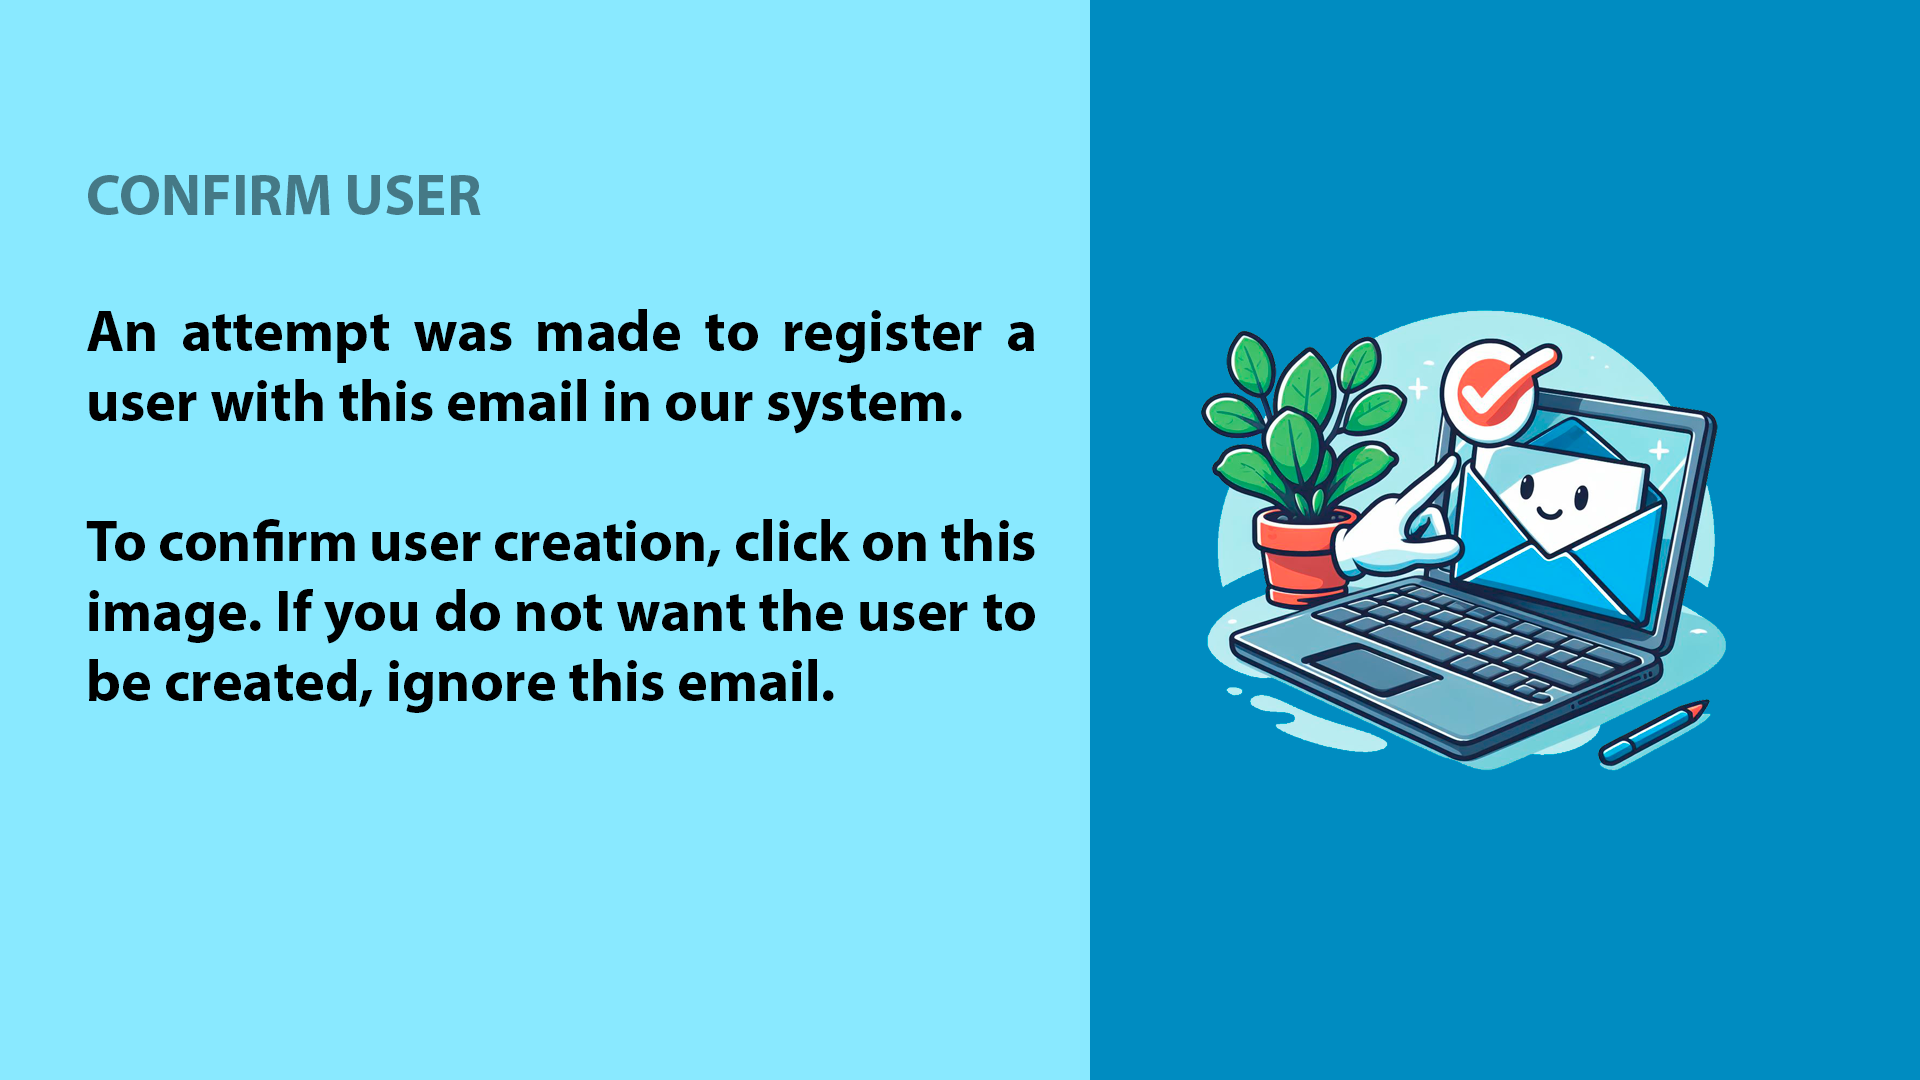 CONFIRM USER
An attempt was made to register a
user with this email in our system.
To confirm user creation, click on this
image. If you do not want the user to
be created, ignore this email.